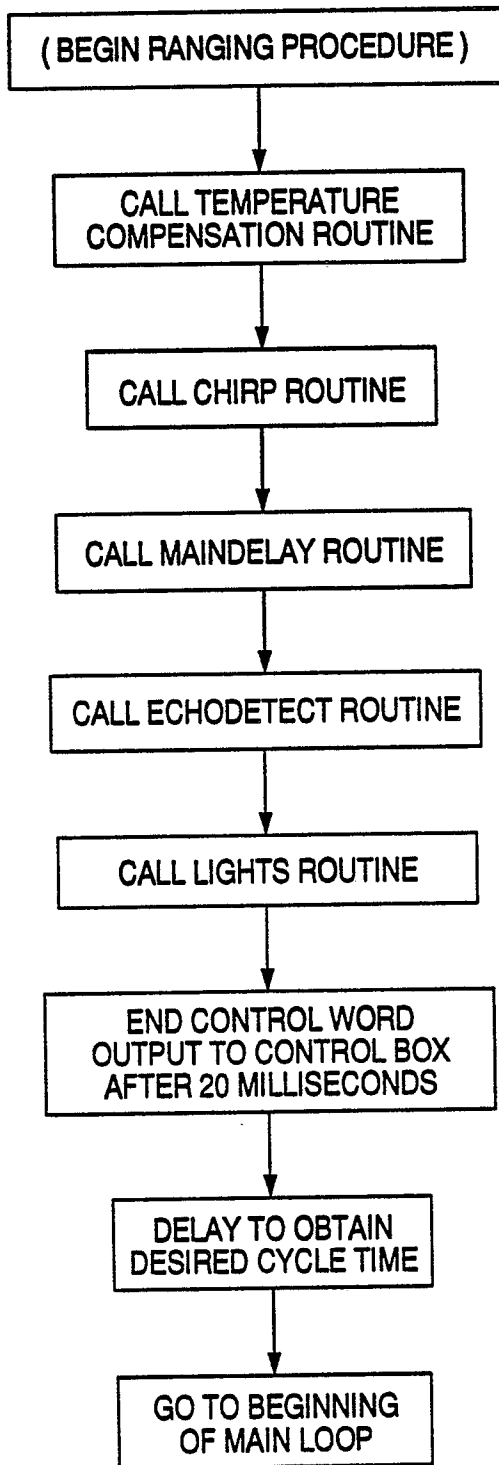 ( BEGIN RANGING PROCEDURE )
CALL TEMPERATURE
COMPENSATION ROUTINE
CALL CHIRP ROUTINE
CALL MAINDELAY ROUTINE
CALL ECHODETECT ROUTINE
CALL LIGHTS ROUTINE
END CONTROL WORD
OUTPUT TO CONTROL BOX
AFTER 20 MILLISECONDS
DELAY TO OBTAIN
DESIRED CYCLE TIME
GO TO BEGINNING
OF MAIN LOOP